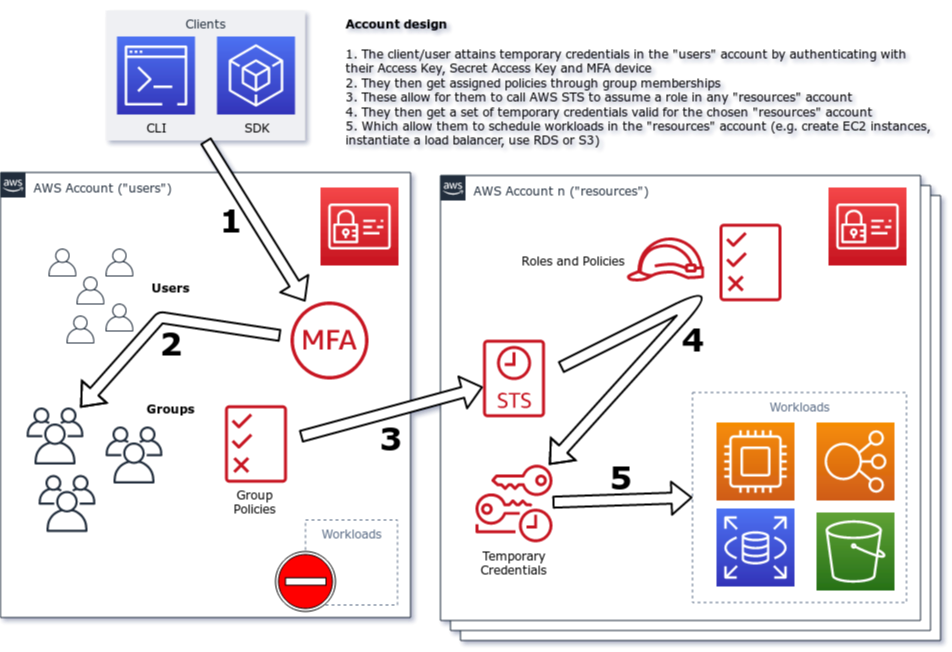 Clients
CLI
SDK
Account design
1. The client/user attains temporary credentials in the "users" account by authenticating with
their Access Key, Secret Access Key and MFA device
2. They then get assigned policies through group memberships
3. These allow for them to call AWS STS to assume a role in any "resources" account
4. They then get a set of temporary credentials valid for the chosen "resources" account
5. Which allow them to schedule workloads in the "resources" account (e.g. create EC2 instances,
instantiate a load balancer, use RDS or S3)
aws
AWS Account ("users")
1
Users
2
MFA
Groups
Group
Policies
3
Workloads
aws
AWS Account n ("resources")
Roles and Policies
4
STS
Temporary
Credentials
5
Workloads